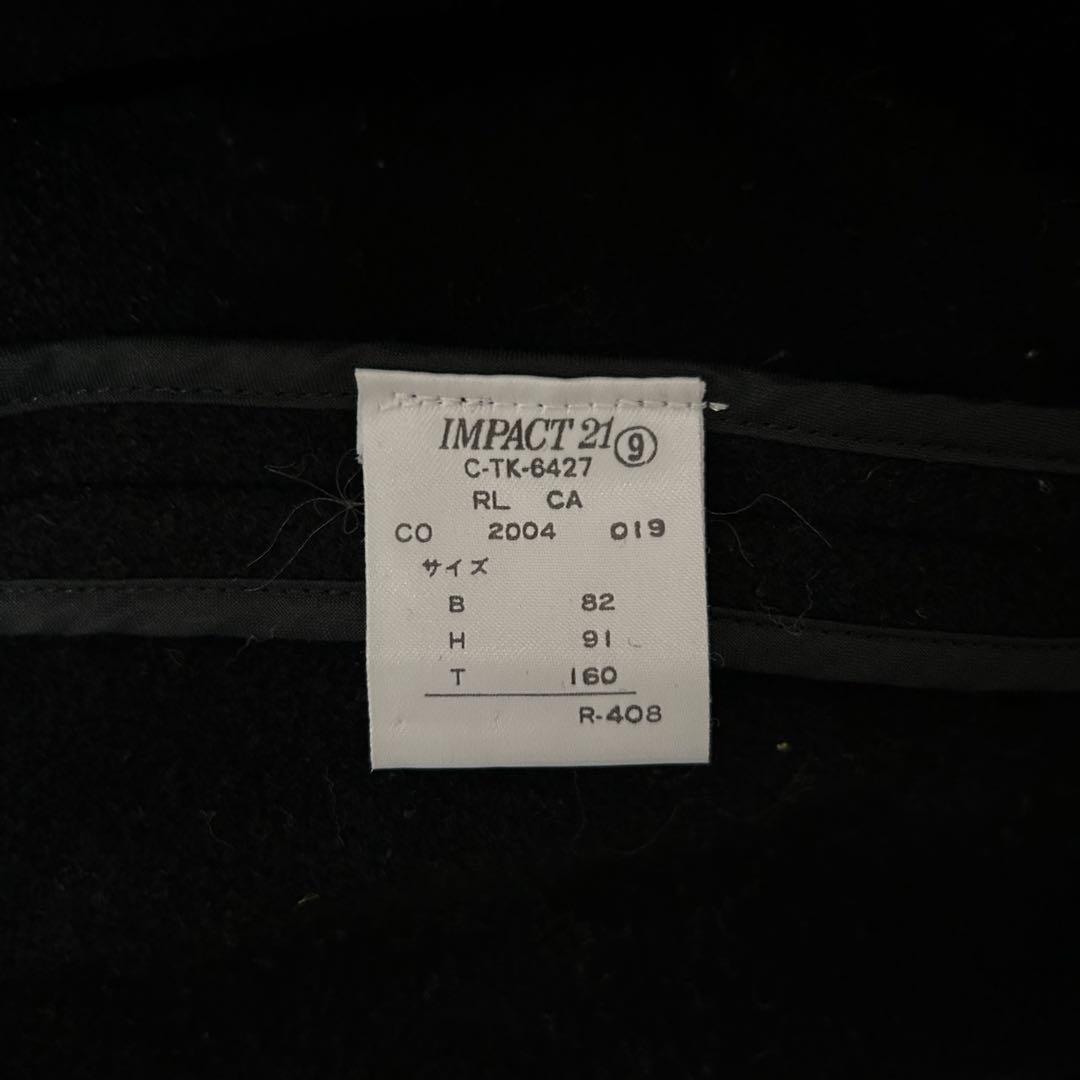 IMPACT 21 ⑨
C-TK-6427
RL CA
CO 2004 019
サイズ
B 82
H 91
T 160
R-408